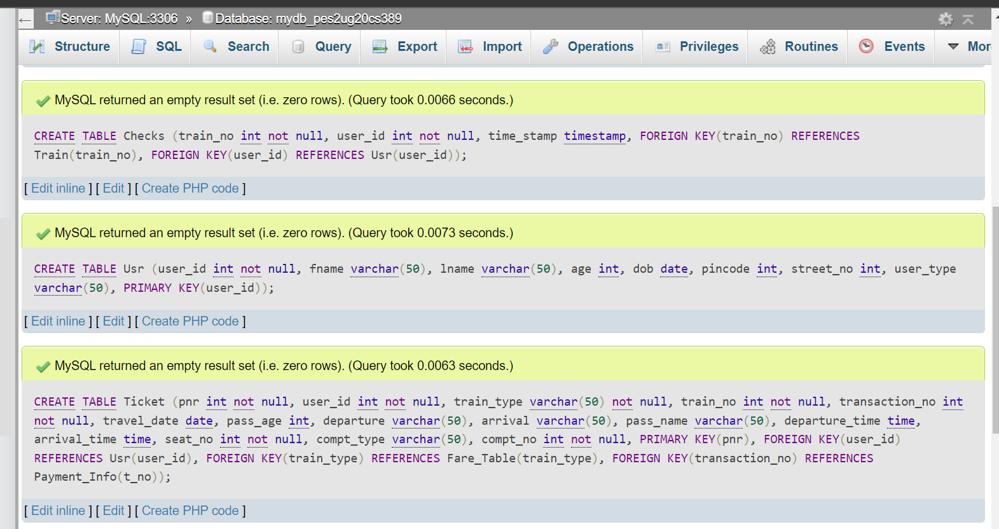 Server: MySQL:3306 » Database: mydb_pes2ug20cs389
Structure SQL Search Query Export Import Operations Privileges Routines Events
MySQL returned an empty result set (i.e. zero rows). (Query took 0.0066 seconds.)
CREATE TABLE Checks (train_no int not null, user_id int not null, time_stamp timestamp, FOREIGN KEY(train_no) REFERENCES
Train(train_no), FOREIGN KEY(user_id) REFERENCES Usr(user_id));
[ Edit inline ] [ Edit ] [ Create PHP code ]
MySQL returned an empty result set (i.e. zero rows). (Query took 0.0073 seconds.)
CREATE TABLE Usr (user_id int not null, fname varchar(50), lname varchar(50), age int, dob date, pincode int, street_no int, user_type
varchar(50), PRIMARY KEY(user_id));
[ Edit inline ] [ Edit ] [ Create PHP code ]
MySQL returned an empty result set (i.e. zero rows). (Query took 0.0063 seconds.)
CREATE TABLE Ticket (pnr int not null, user_id int not null, train_type varchar(50) not null, train_no int not null, transaction_no int
not null, travel_date date, pass_age int, departure varchar(50), arrival varchar(50), pass_name varchar(50), departure_time time,
arrival_time time, seat_no int not null, compt_type varchar(50), compt_no int not null, PRIMARY KEY(pnr), FOREIGN KEY(user_id)
REFERENCES Usr(user_id), FOREIGN KEY(train_type) REFERENCES Fare_Table(train_type), FOREIGN KEY(transaction_no) REFERENCES
Payment_Info(t_no));
[ Edit inline ] [ Edit ] [ Create PHP code ]